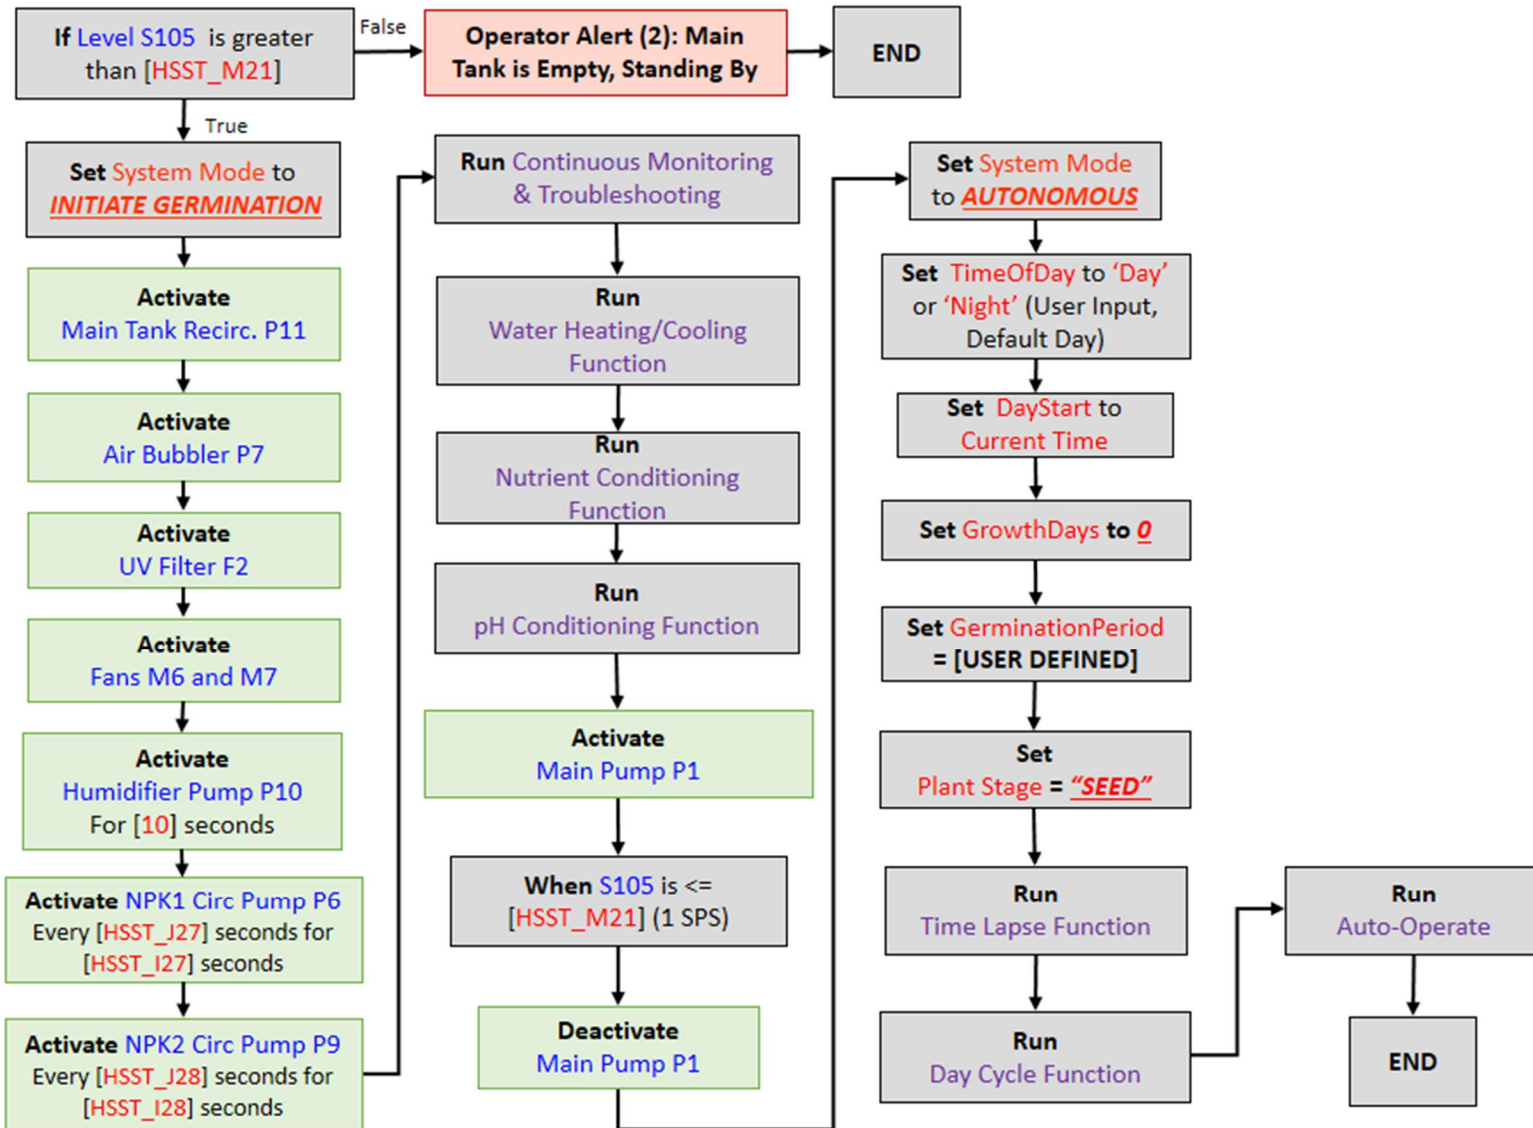 If Level S105 is greater
than [HSST_M21]
False
Operator Alert (2): Main
Tank is Empty, Standing By
END
True
Set System Mode to
INITIATE GERMINATION
Activate
Main Tank Recirc. P11
Activate
Air Bubbler P7
Activate
UV Filter F2
Activate
Fans M6 and M7
Activate
Humidifier Pump P10
For [10] seconds
Activate NPK1 Circ Pump P6
Every [HSST_J27] seconds for
[HSST_I27] seconds
Activate NPK2 Circ Pump P9
Every [HSST_J28] seconds for
[HSST_I28] seconds
Run Continuous Monitoring
& Troubleshooting
Run
Water Heating/Cooling
Function
Run
Nutrient Conditioning
Function
Run
pH Conditioning Function
Activate
Main Pump P1
When S105 is <=
[HSST_M21] (1 SPS)
Deactivate
Main Pump P1
Set System Mode
to AUTONOMOUS
Set TimeOfDay to ‘Day’
or ‘Night’ (User Input,
Default Day)
Set DayStart to
Current Time
Set GrowthDays to 0
Set GerminationPeriod
= [USER DEFINED]
Set
Plant Stage = “SEED”
Run
Time Lapse Function
Run
Day Cycle Function
Run
Auto-Operate
END